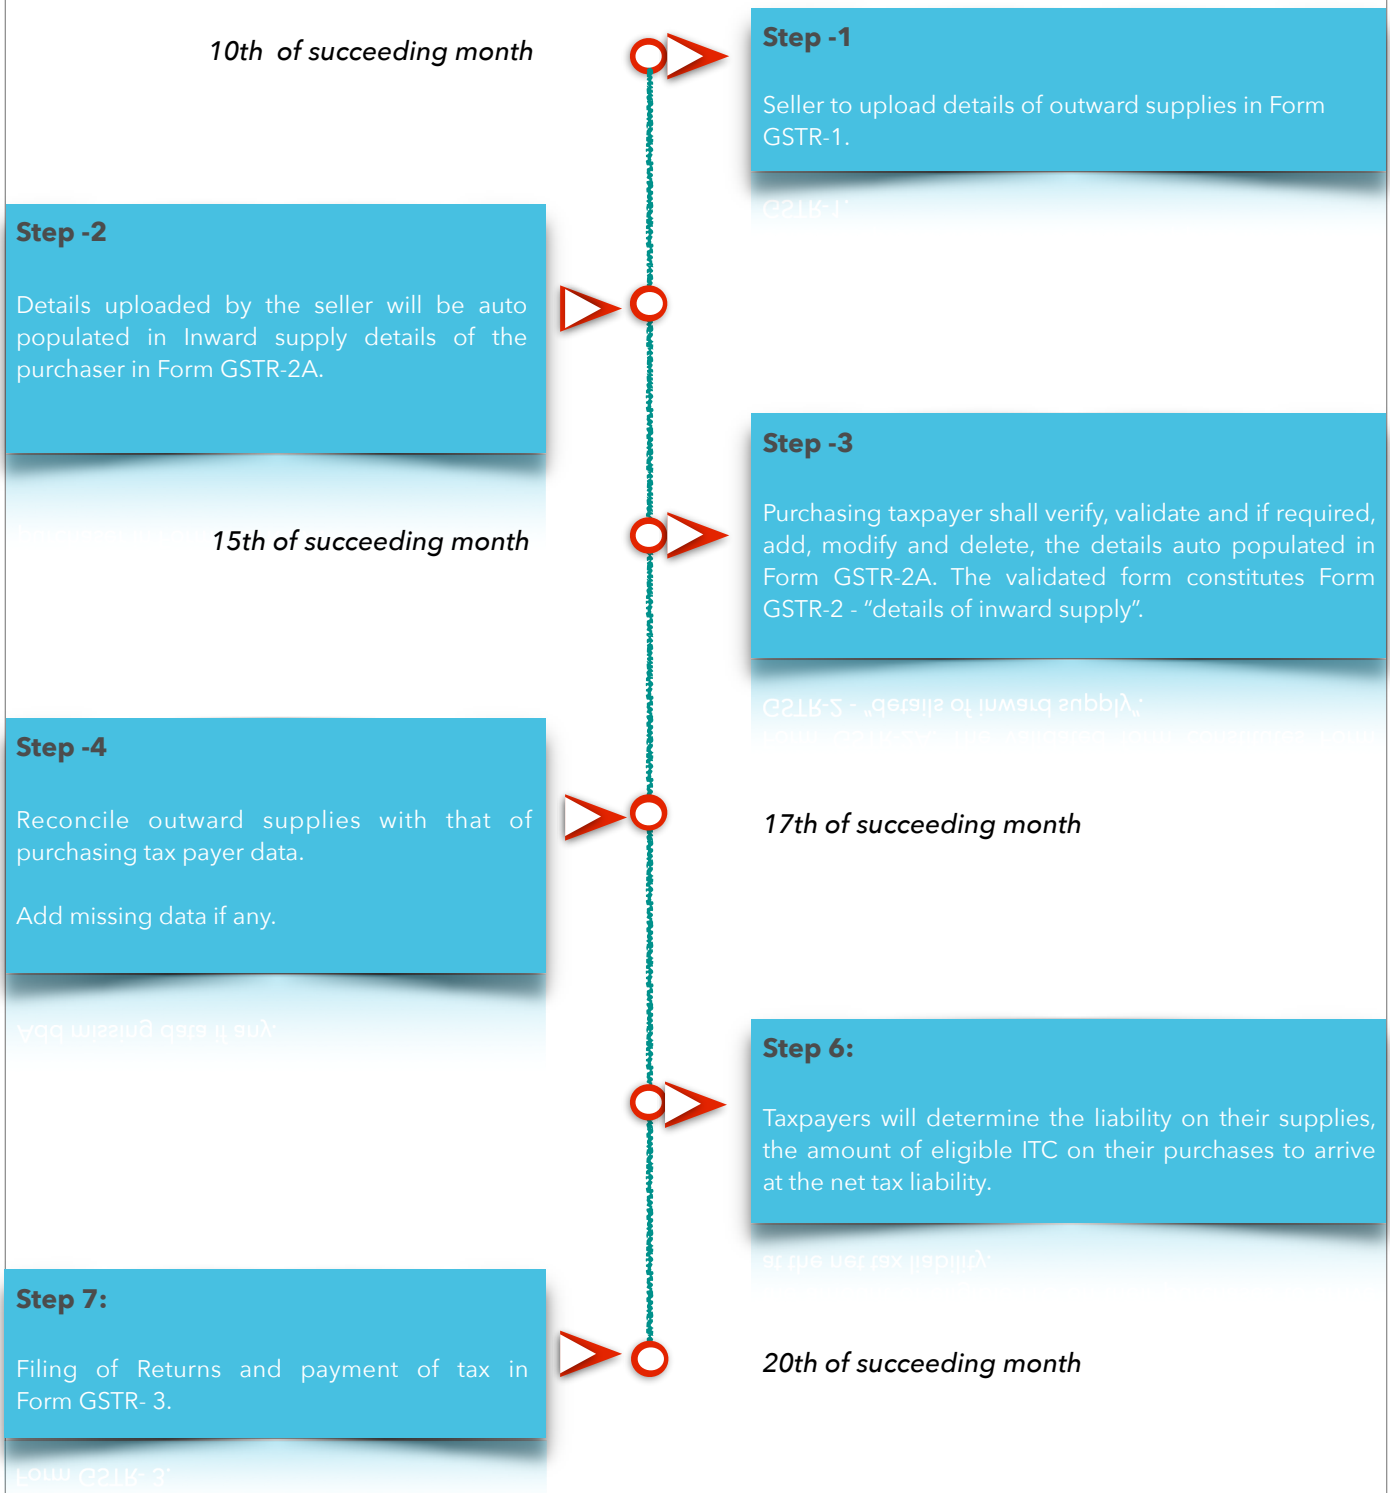 10th of succeeding month
Step -1
Seller to upload details of outward supplies in Form
GSTR-1.
Step -2
Details uploaded by the seller will be auto
populated in Inward supply details of the
purchaser in Form GSTR-2A.
15th of succeeding month
Step -3
Purchasing taxpayer shall verify, validate and if required,
add, modify and delete, the details auto populated in
Form GSTR-2A. The validated form constitutes Form
GSTR-2 - “details of inward supply”.
Step -4
Reconcile outward supplies with that of
purchasing tax payer data.
Add missing data if any.
17th of succeeding month
Step 6:
Taxpayers will determine the liability on their supplies,
the amount of eligible ITC on their purchases to arrive
at the net tax liability.
Step 7:
Filing of Returns and payment of tax in
Form GSTR- 3.
20th of succeeding month